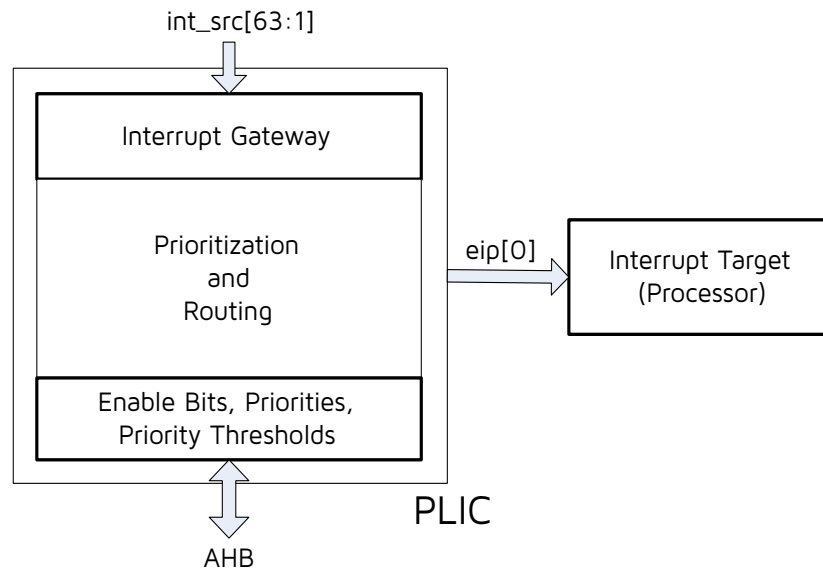 int_src[63:1]
Interrupt Gateway
Prioritization
and
Routing
eip[0]
Interrupt Target
(Processor)
Enable Bits, Priorities,
Priority Thresholds
PLIC
AHB